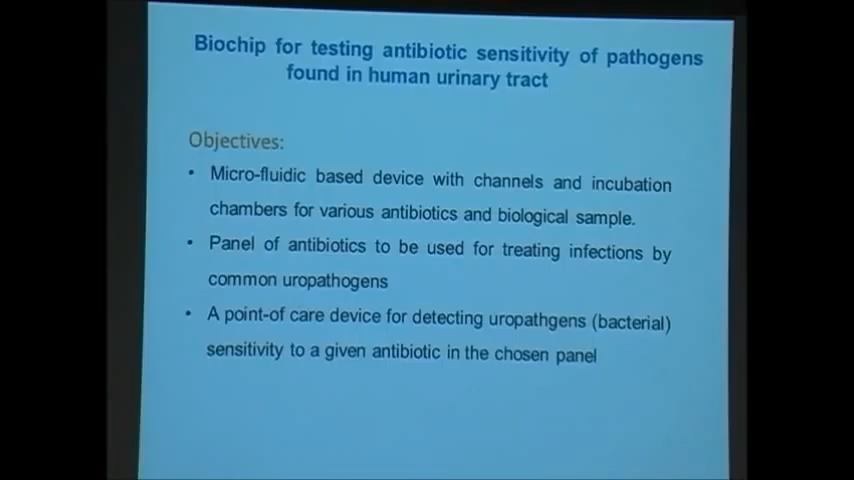 Biochip for testing antibiotic sensitivity of pathogens
found in human urinary tract
Objectives:
• Micro-fluidic based device with channels and incubation
chambers for various antibiotics and biological sample.
• Panel of antibiotics to be used for treating infections by
common uropathogens
• A point-of care device for detecting uropathgens (bacterial)
sensitivity to a given antibiotic in the chosen panel